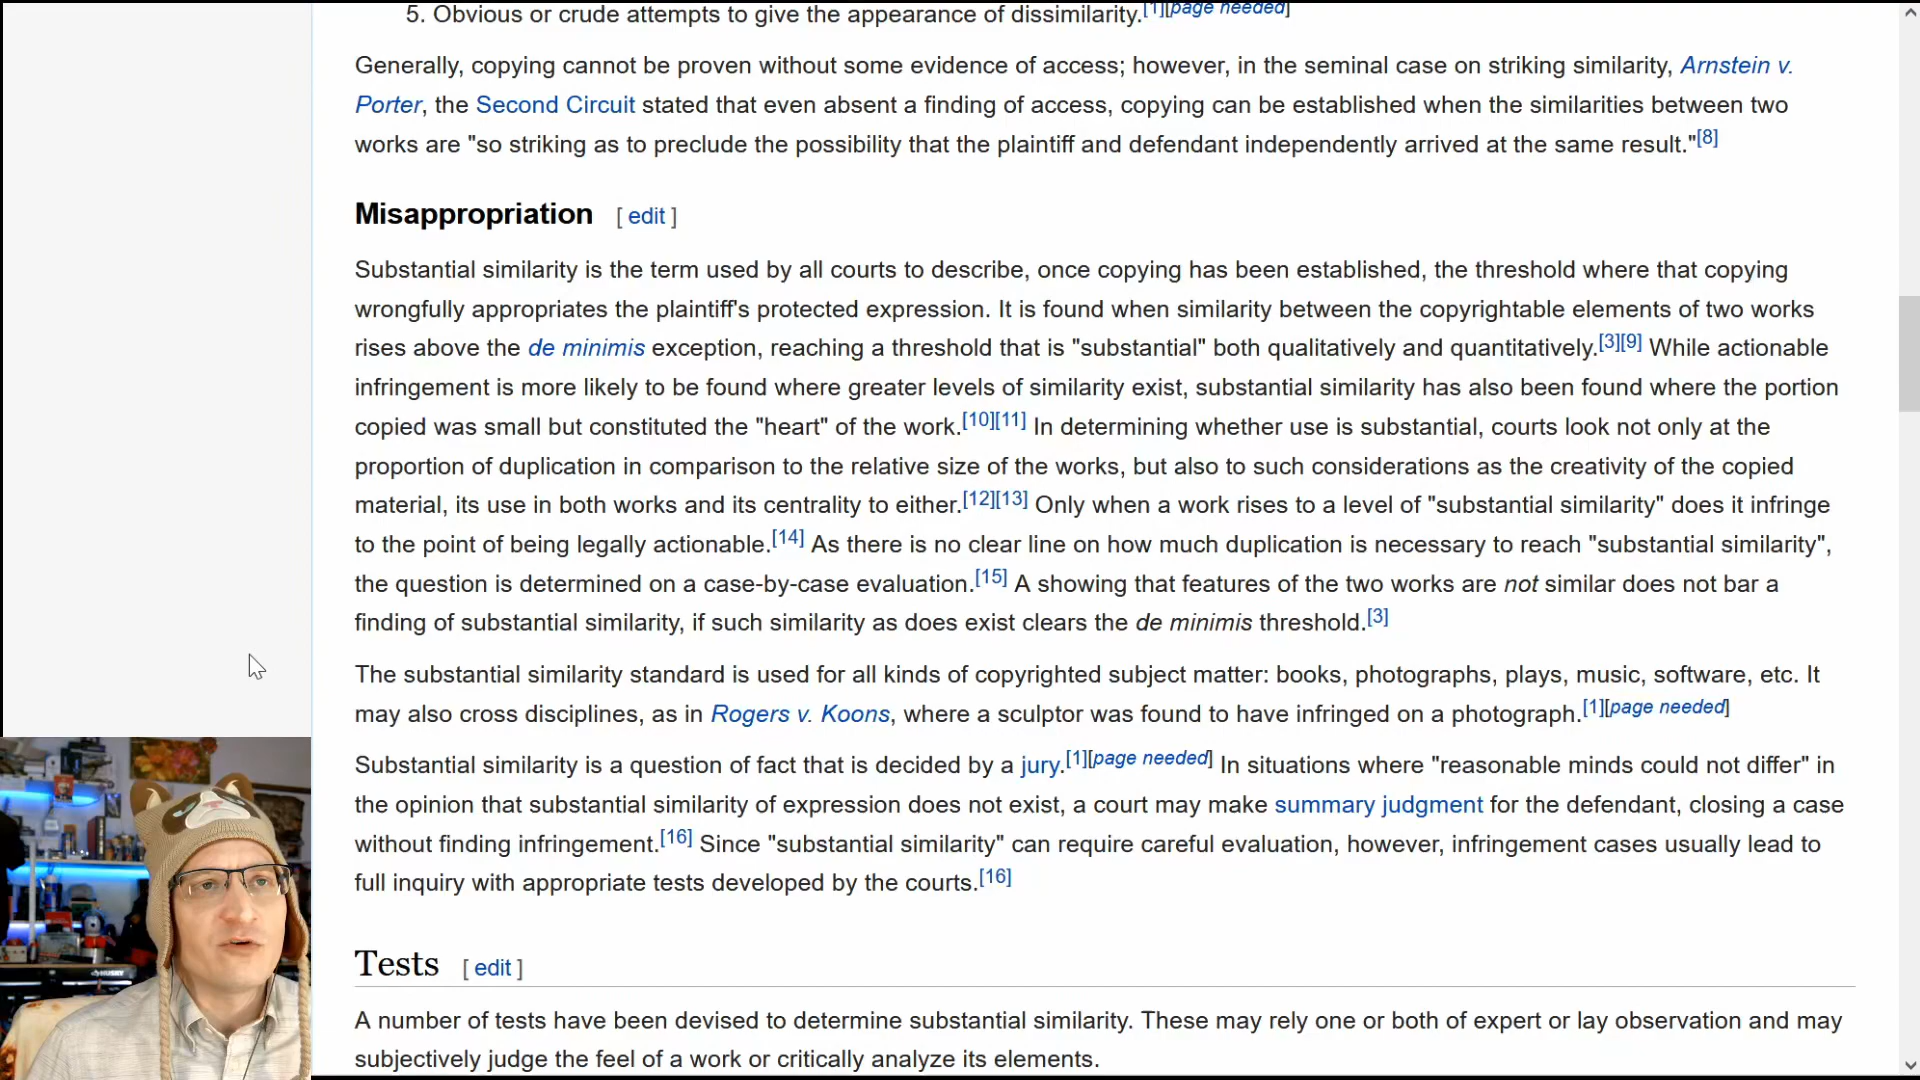 5. Obvious or crude attempts to give the appearance of dissimilarity.[1][page needed]
Generally, copying cannot be proven without some evidence of access; however, in the seminal case on striking similarity, Arnstein v.
Porter, the Second Circuit stated that even absent a finding of access, copying can be established when the similarities between two
works are "so striking as to preclude the possibility that the plaintiff and defendant independently arrived at the same result."[8]
Misappropriation [ edit ]
Substantial similarity is the term used by all courts to describe, once copying has been established, the threshold where that copying
wrongfully appropriates the plaintiff's protected expression. It is found when similarity between the copyrightable elements of two works
rises above the de minimis exception, reaching a threshold that is "substantial" both qualitatively and quantitatively.[3][9] While actionable
infringement is more likely to be found where greater levels of similarity exist, substantial similarity has also been found where the portion
copied was small but constituted the "heart" of the work.[10][11] In determining whether use is substantial, courts look not only at the
proportion of duplication in comparison to the relative size of the works, but also to such considerations as the creativity of the copied
material, its use in both works and its centrality to either.[12][13] Only when a work rises to a level of "substantial similarity" does it infringe
to the point of being legally actionable.[14] As there is no clear line on how much duplication is necessary to reach "substantial similarity",
the question is determined on a case-by-case evaluation.[15] A showing that features of the two works are not similar does not bar a
finding of substantial similarity, if such similarity as does exist clears the de minimis threshold.[3]
The substantial similarity standard is used for all kinds of copyrighted subject matter: books, photographs, plays, music, software, etc. It
may also cross disciplines, as in Rogers v. Koons, where a sculptor was found to have infringed on a photograph.[1][page needed]
Substantial similarity is a question of fact that is decided by a jury.[1][page needed] In situations where "reasonable minds could not differ" in
the opinion that substantial similarity of expression does not exist, a court may make summary judgment for the defendant, closing a case
without finding infringement.[16] Since "substantial similarity" can require careful evaluation, however, infringement cases usually lead to
full inquiry with appropriate tests developed by the courts.[16]
HUSKY
Tests [ edit ]
A number of tests have been devised to determine substantial similarity. These may rely one or both of expert or lay observation and may
subjectively judge the feel of a work or critically analyze its elements.